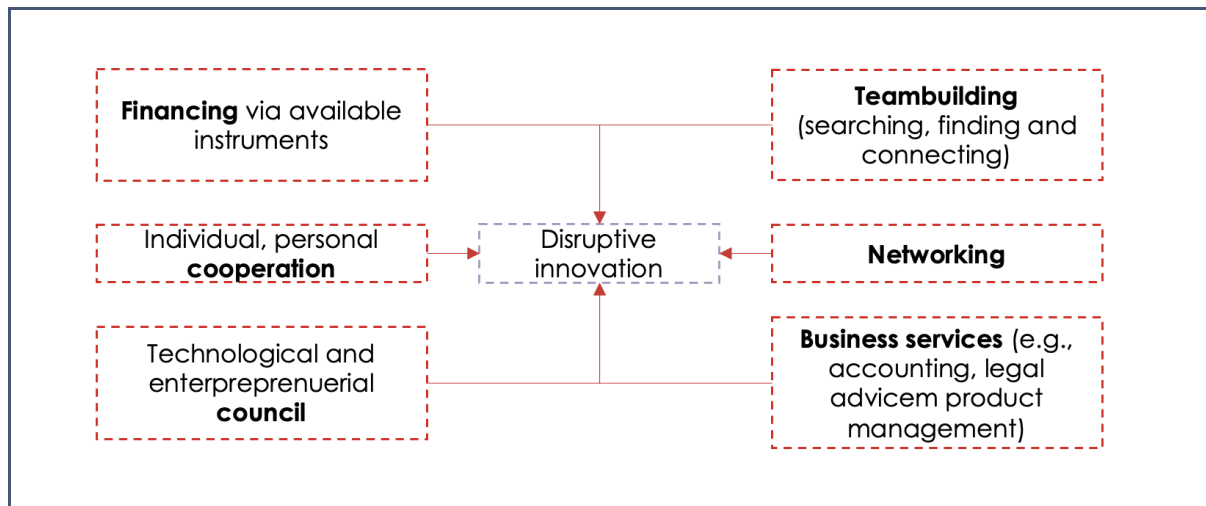 Financing via available
instruments
Teambuilding
(searching, finding and
connecting)
Individual, personal
cooperation
Disruptive
innovation
Networking
Technological and
enterpreprenuerial
council
Business services (e.g.,
accounting, legal
advicem product
management)